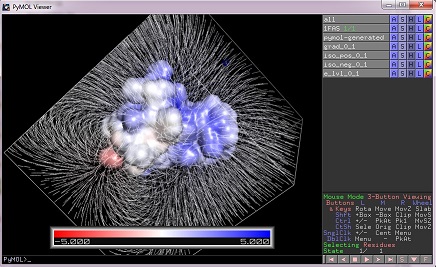 PyMOL Viewer
all
A S H L C
1FAS 1/1
A S H L C
pymol-generated
A S H L C
grad_0_1
A S H L C
iso_pos_0_1
A S H L C
iso_neg_0_1
A S H L C
e_lvl_0_1
A S H L C
-5.000
5.000
Mouse Mode 3-Button Viewing
Buttons L M R Wheel
& Keys Rota Move MovZ Slab
Shft +Box -Box Clip MovS
Ctrl +/- PkAt Pk1 MvSZ
CtSh Sele Orig Clip MovZ
SnglClk +/- Cent Menu
DblClk Menu - PkAt
Selecting Residues
State 1/ 1
PyMOL>_
S
F